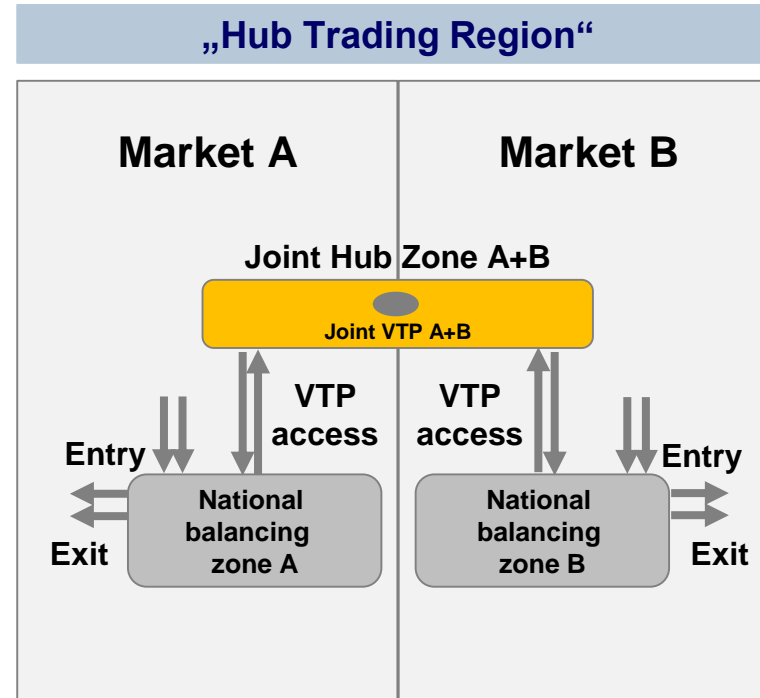 „Hub Trading Region“
Market A
Market B
Joint Hub Zone A+B
Joint VTP A+B
VTP
access
VTP
access
Entry
Entry
National
balancing
zone A
National
balancing
zone B
Exit
Exit